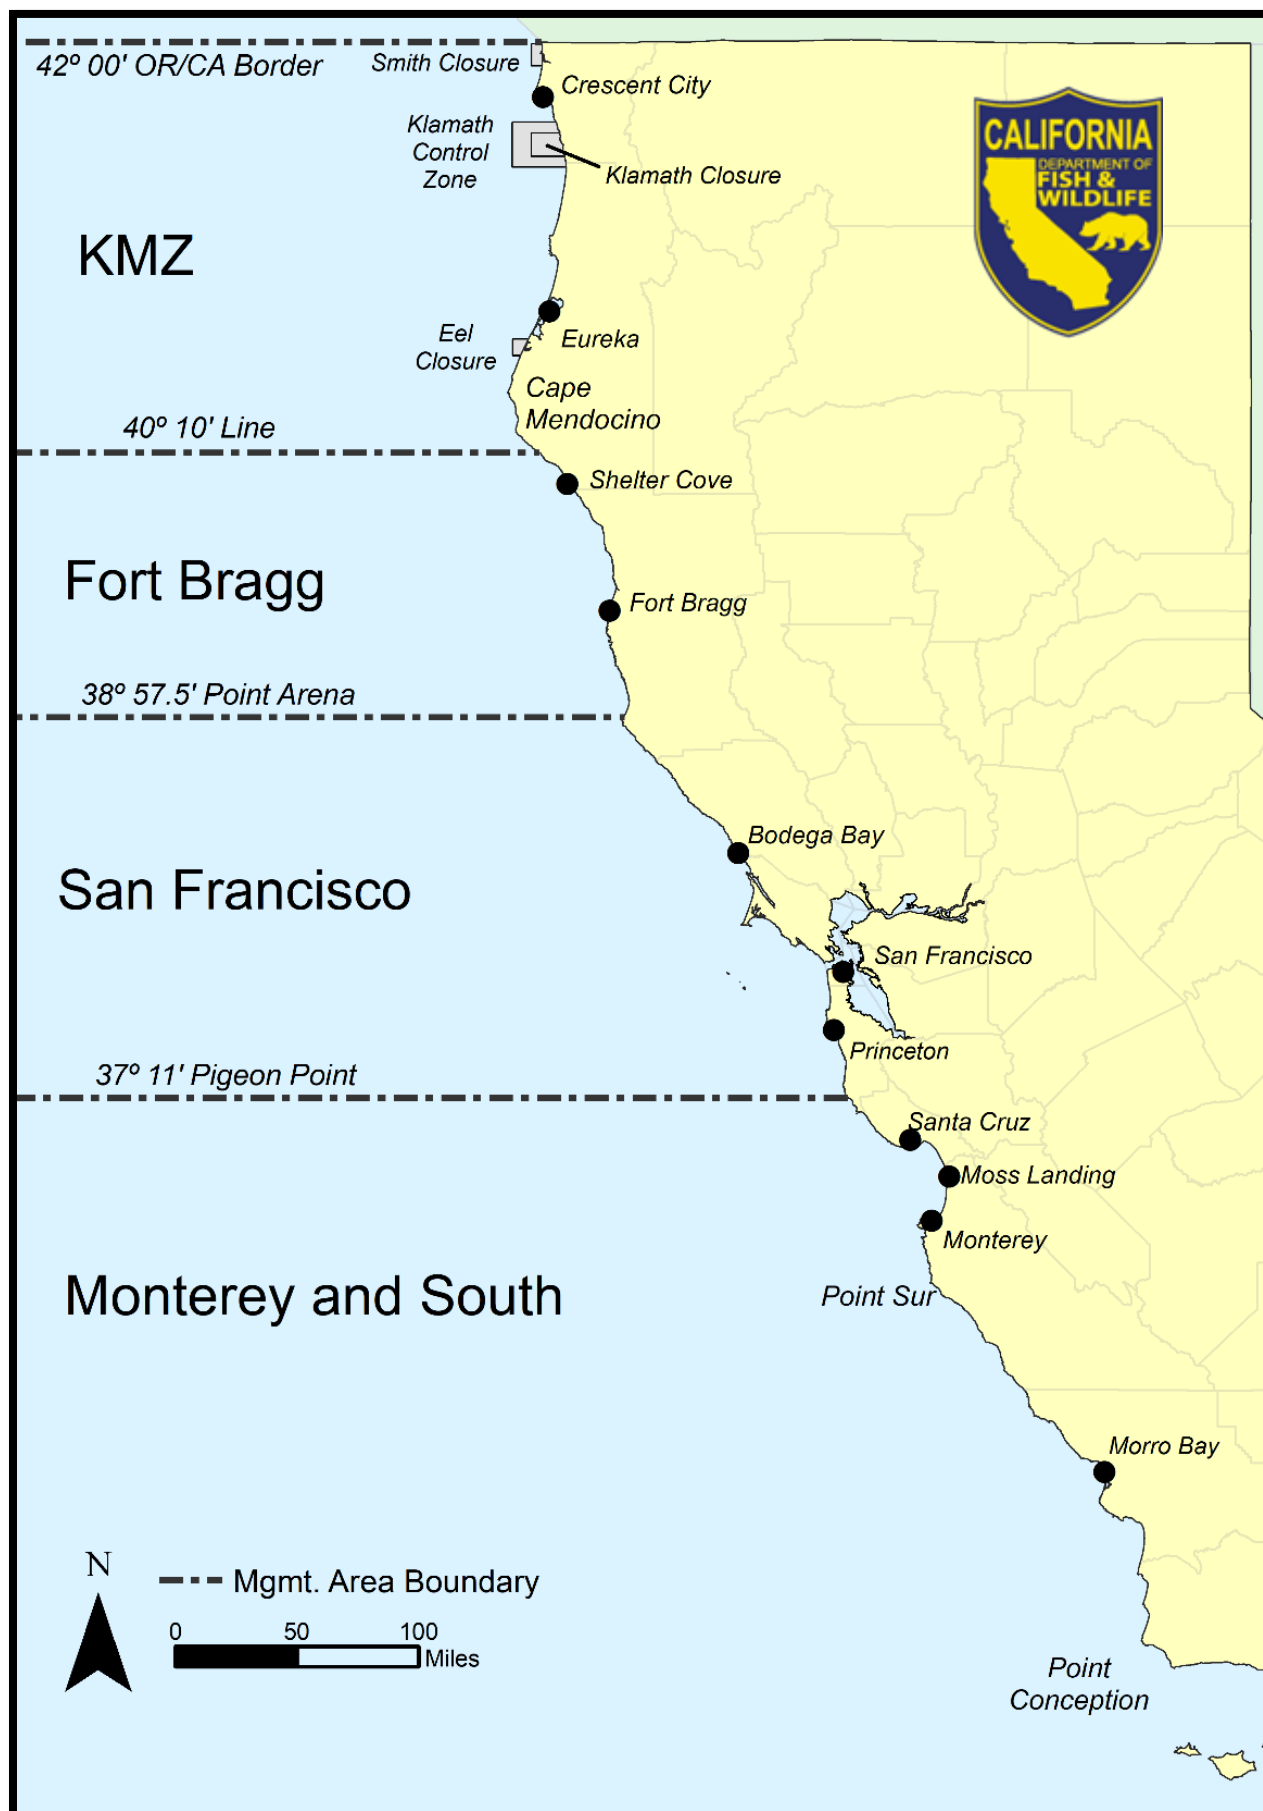 42º 00' OR/CA Border
Smith Closure
Crescent City
CALIFORNIA
DEPARTMENT OF
FISH &
WILDLIFE
Klamath
Control
Zone
Klamath Closure
KMZ
Eel
Closure
Eureka
Cape
Mendocino
40º 10' Line
Shelter Cove
Fort Bragg
Fort Bragg
38º 57.5' Point Arena
Bodega Bay
San Francisco
San Francisco
Princeton
37º 11' Pigeon Point
Santa Cruz
Moss Landing
Monterey
Monterey and South
Point Sur
Morro Bay
N
Mgmt. Area Boundary
0 50 100
Miles
Point
Conception